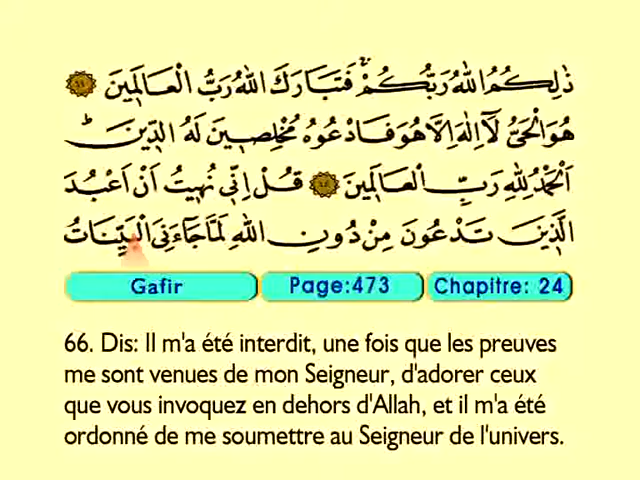 ذَٰلِكُمُ اللَّهُ رَبُّكُمْ ۖ فَتَبَارَكَ اللَّهُ رَبُّ الْعَالَمِينَ ٦٤
هُوَ الْحَيُّ لَا إِلَٰهَ إِلَّا هُوَ فَادْعُوهُ مُخْلِصِينَ لَهُ الدِّينَ ۗ
الْحَمْدُ لِلَّهِ رَبِّ الْعَالَمِينَ ٦٥ قُلْ إِنِّي نُهِيتُ أَنْ أَعْبُدَ
الَّذِينَ تَدْعُونَ مِنْ دُونِ اللَّهِ لَمَّا جَاءَنِيَ الْبَيِّنَاتُ
Gafir Page:473 Chapitre: 24
66. Dis: Il m'a été interdit, une fois que les preuves
me sont venues de mon Seigneur, d'adorer ceux
que vous invoquez en dehors d'Allah, et il m'a été
ordonné de me soumettre au Seigneur de l'univers.